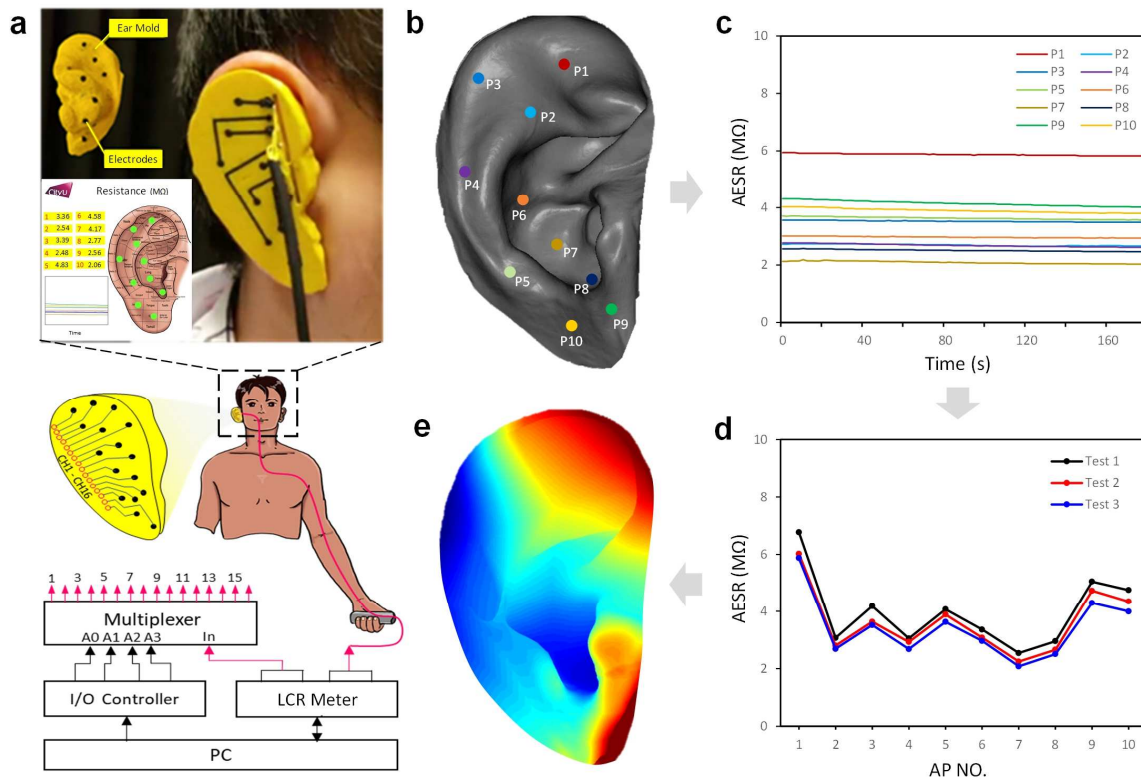 a
Ear Mold
Electrodes
CityU
Resistance (MΩ)
1 3.36 6 4.58
2 2.54 7 4.17
3 3.39 8 2.77
4 2.48 9 2.56
5 4.83 10 2.06
Time
CH1 - CH16
1 3 5 7 9 11 13 15
Multiplexer
A0 A1 A2 A3 In
I/O Controller
LCR Meter
PC
b
P1
P3
P2
P4
P6
P7
P5
P8
P9
P10
c
10
8
6
4
2
0
AESR (MΩ)
P1 P2
P3 P4
P5 P6
P7 P8
P9 P10
0 40 80 120 160
Time (s)
d
10
8
6
4
2
0
AESR (MΩ)
Test 1
Test 2
Test 3
1 2 3 4 5 6 7 8 9 10
AP NO.
e